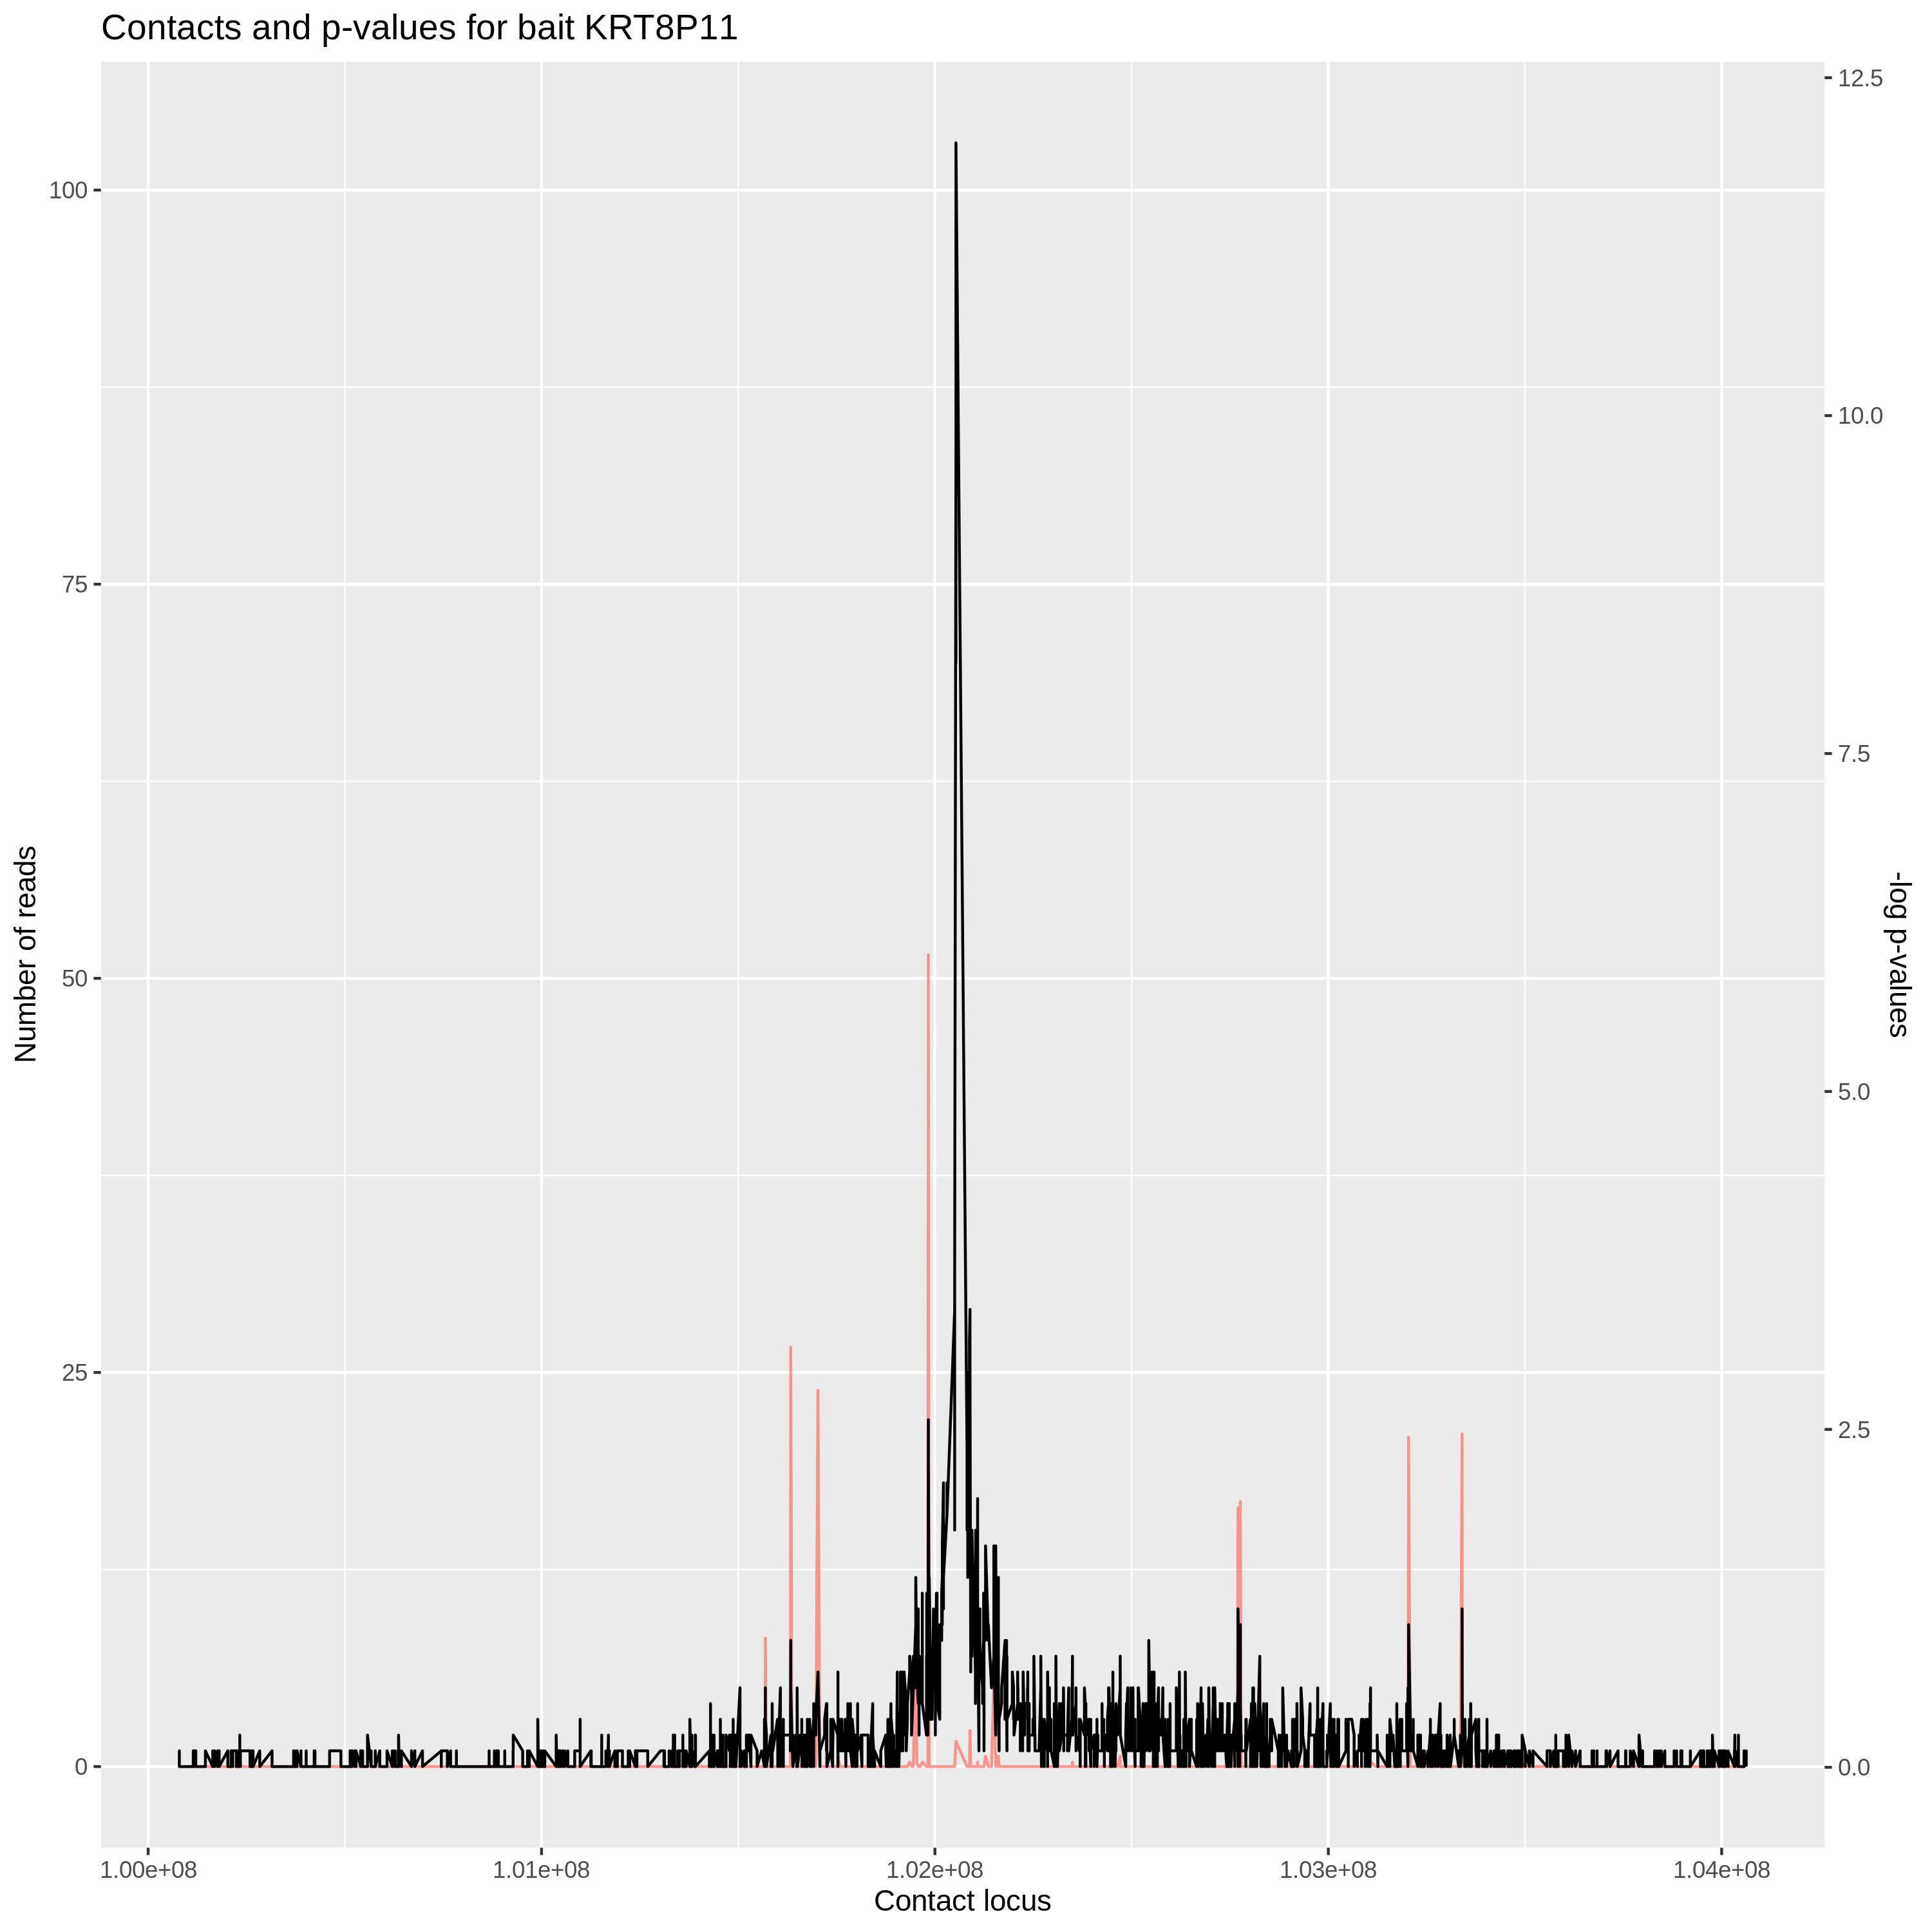 Contacts and p-values for bait KRT8P11
12.5
100
10.0
75
7.5
Number of reads
-log p-values
50
5.0
25
2.5
0
0.0
1.00e+08
1.01e+08
1.02e+08
1.03e+08
1.04e+08
Contact locus